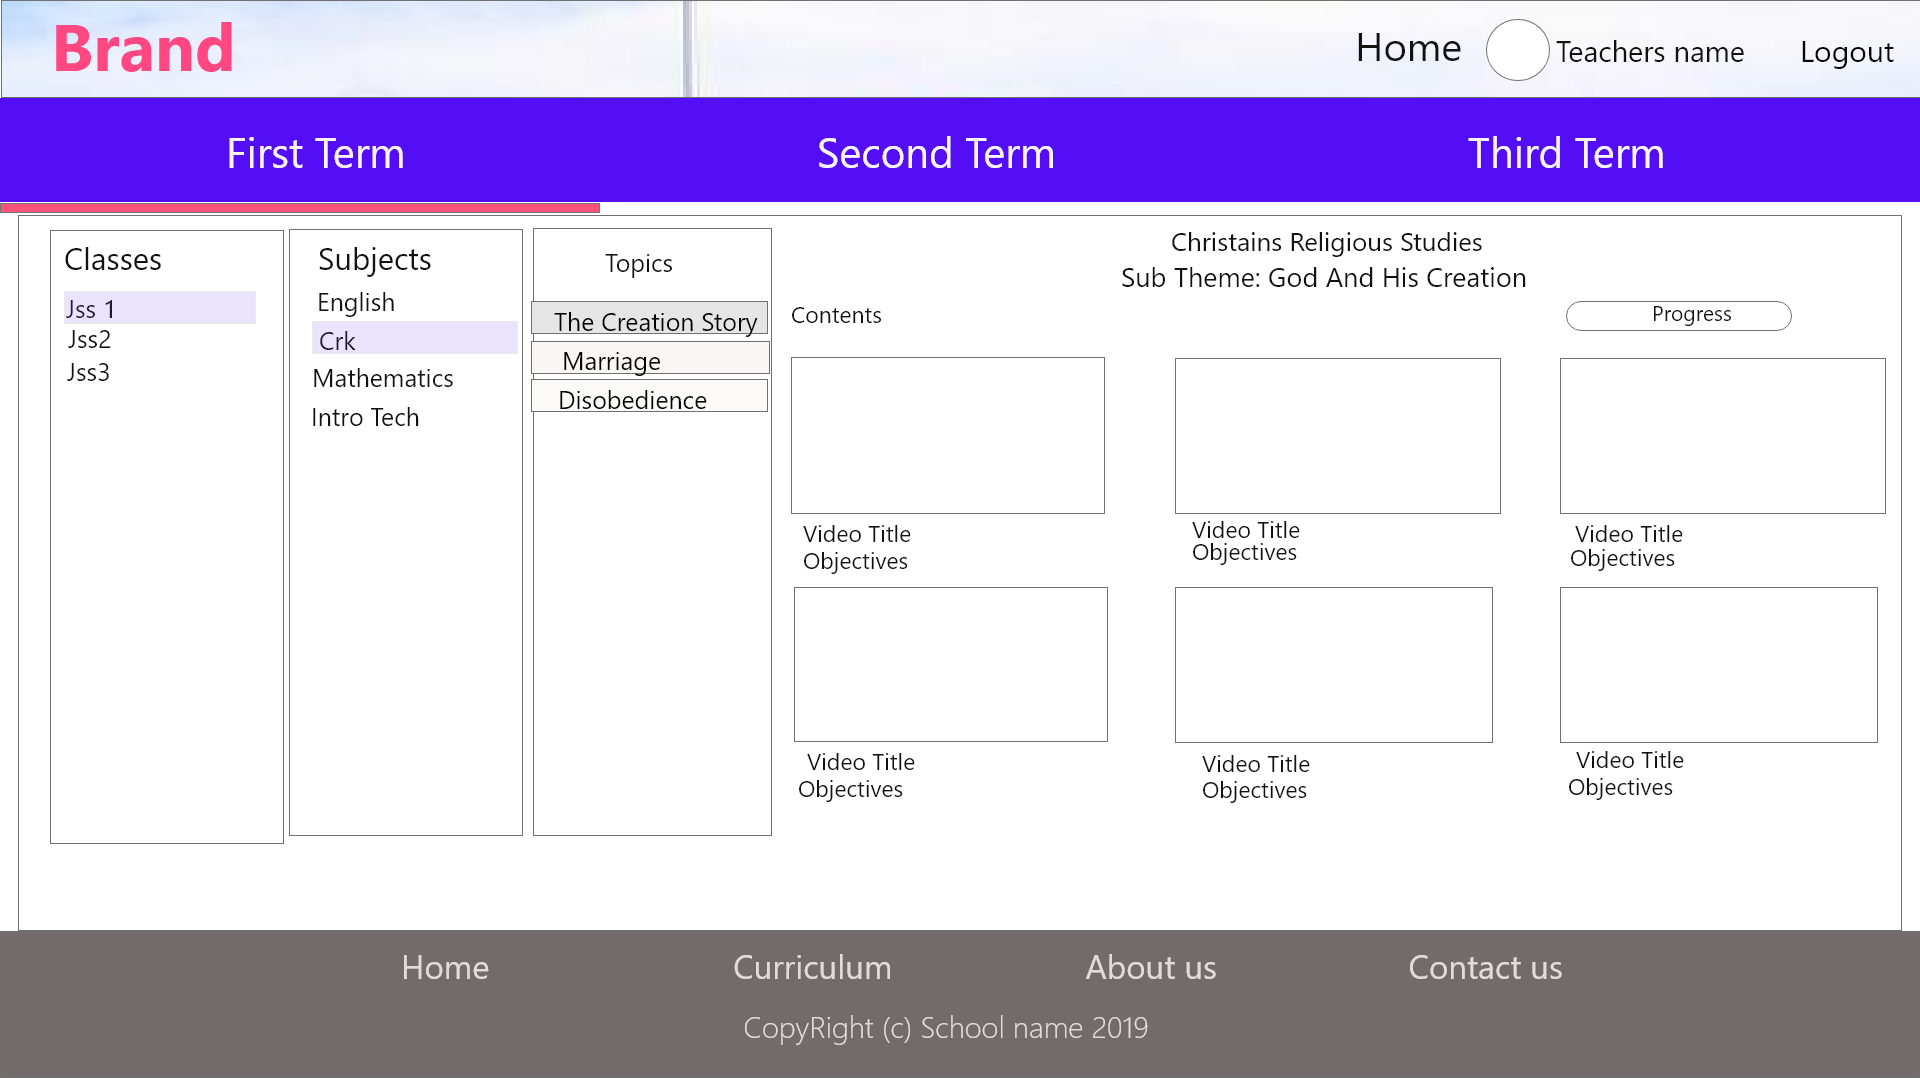 Brand
Home
Teachers name
Logout
First Term
Second Term
Third Term
Classes
Jss 1
Jss2
Jss3
Subjects
English
Crk
Mathematics
Intro Tech
Topics
The Creation Story
Marriage
Disobedience
Christains Religious Studies
Sub Theme: God And His Creation
Contents
Progress
Video Title
Objectives
Video Title
Objectives
Video Title
Objectives
Video Title
Objectives
Video Title
Objectives
Video Title
Objectives
Home
Curriculum
About us
Contact us
CopyRight (c) School name 2019